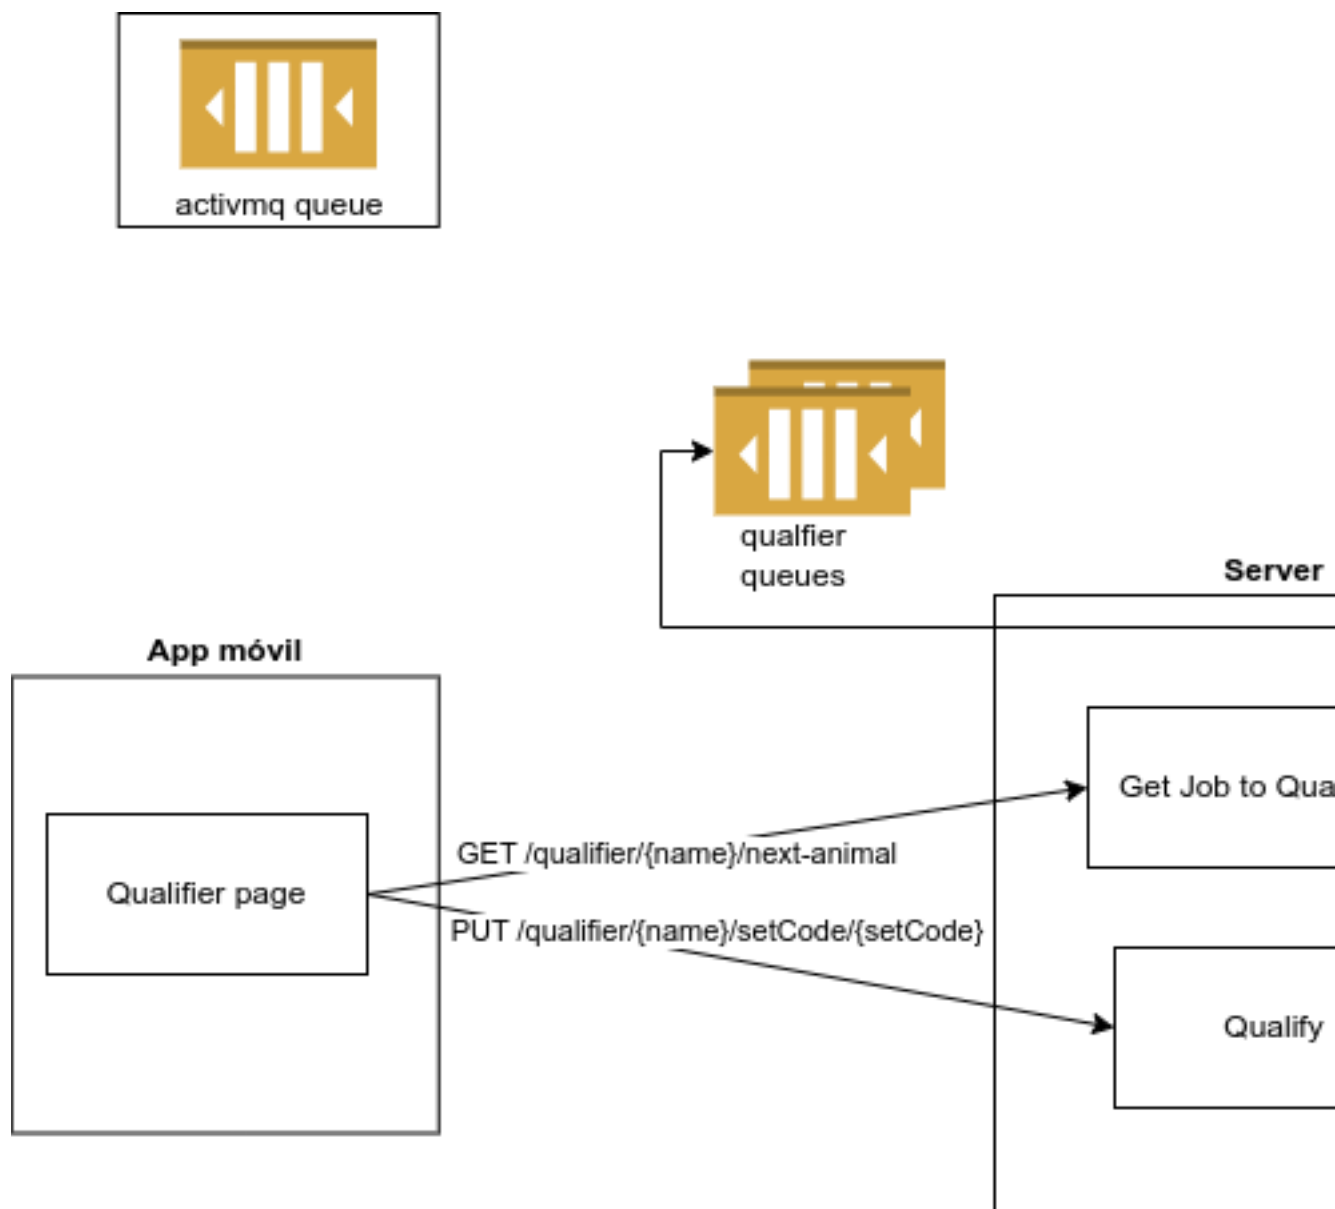 activmq queue
qualfier
queues
Server
App móvil
Get Job to Qua
GET /qualifier/{name}/next-animal
Qualifier page
PUT /qualifier/{name}/setCode/{setCode}
Qualify